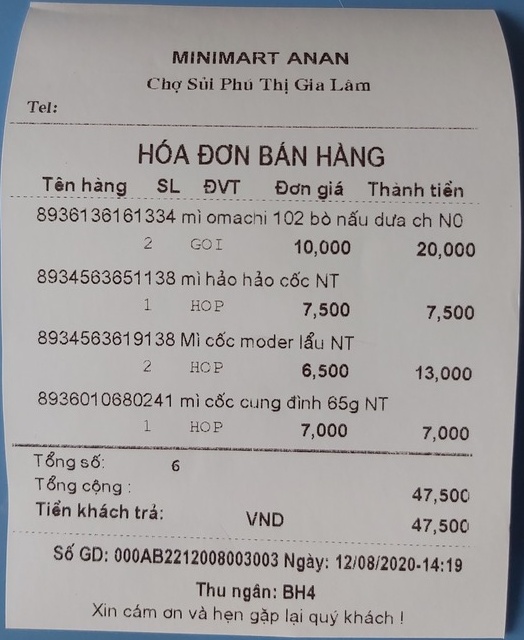 MINIMART ANAN
Chợ Sủi Phú Thị Gia Lâm
Tel:
HÓA ĐƠN BÁN HÀNG
Tên hàng SL ĐVT Đơn giá Thành tiền
8936136161334 mì omachi 102 bò nấu dưa ch N0
2 GOI 10,000 20,000
8934563651138 mì hảo hảo cốc NT
1 HOP 7,500 7,500
8934563619138 Mì cốc moder lẩu NT
2 HOP 6,500 13,000
8936010680241 mì cốc cung đình 65g NT
1 HOP 7,000 7,000
Tổng số: 6
Tổng cộng : 47,500
Tiền khách trả: VND 47,500
Số GD: 000AB2212008003003 Ngày: 12/08/2020-14:19
Thu ngân: BH4
Xin cám ơn và hẹn gặp lại quý khách !